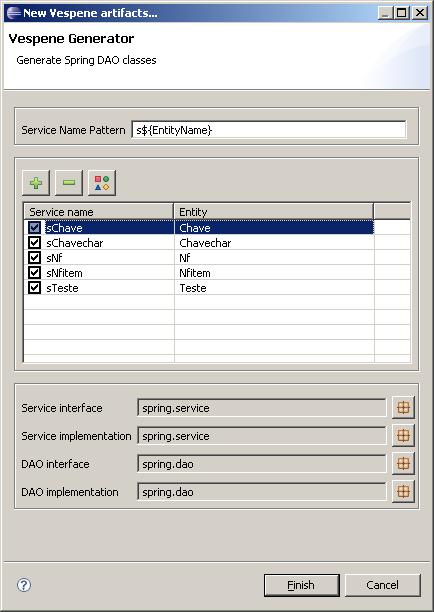 New Vespene artifacts...
Vespene Generator
Generate Spring DAO classes
Service Name Pattern s${EntityName}
Service name Entity
sChave Chave
sChavechar Chavechar
sNf Nf
sNfitem Nfitem
sTeste Teste
Service interface spring.service
Service implementation spring.service
DAO interface spring.dao
DAO implementation spring.dao
? Finish Cancel